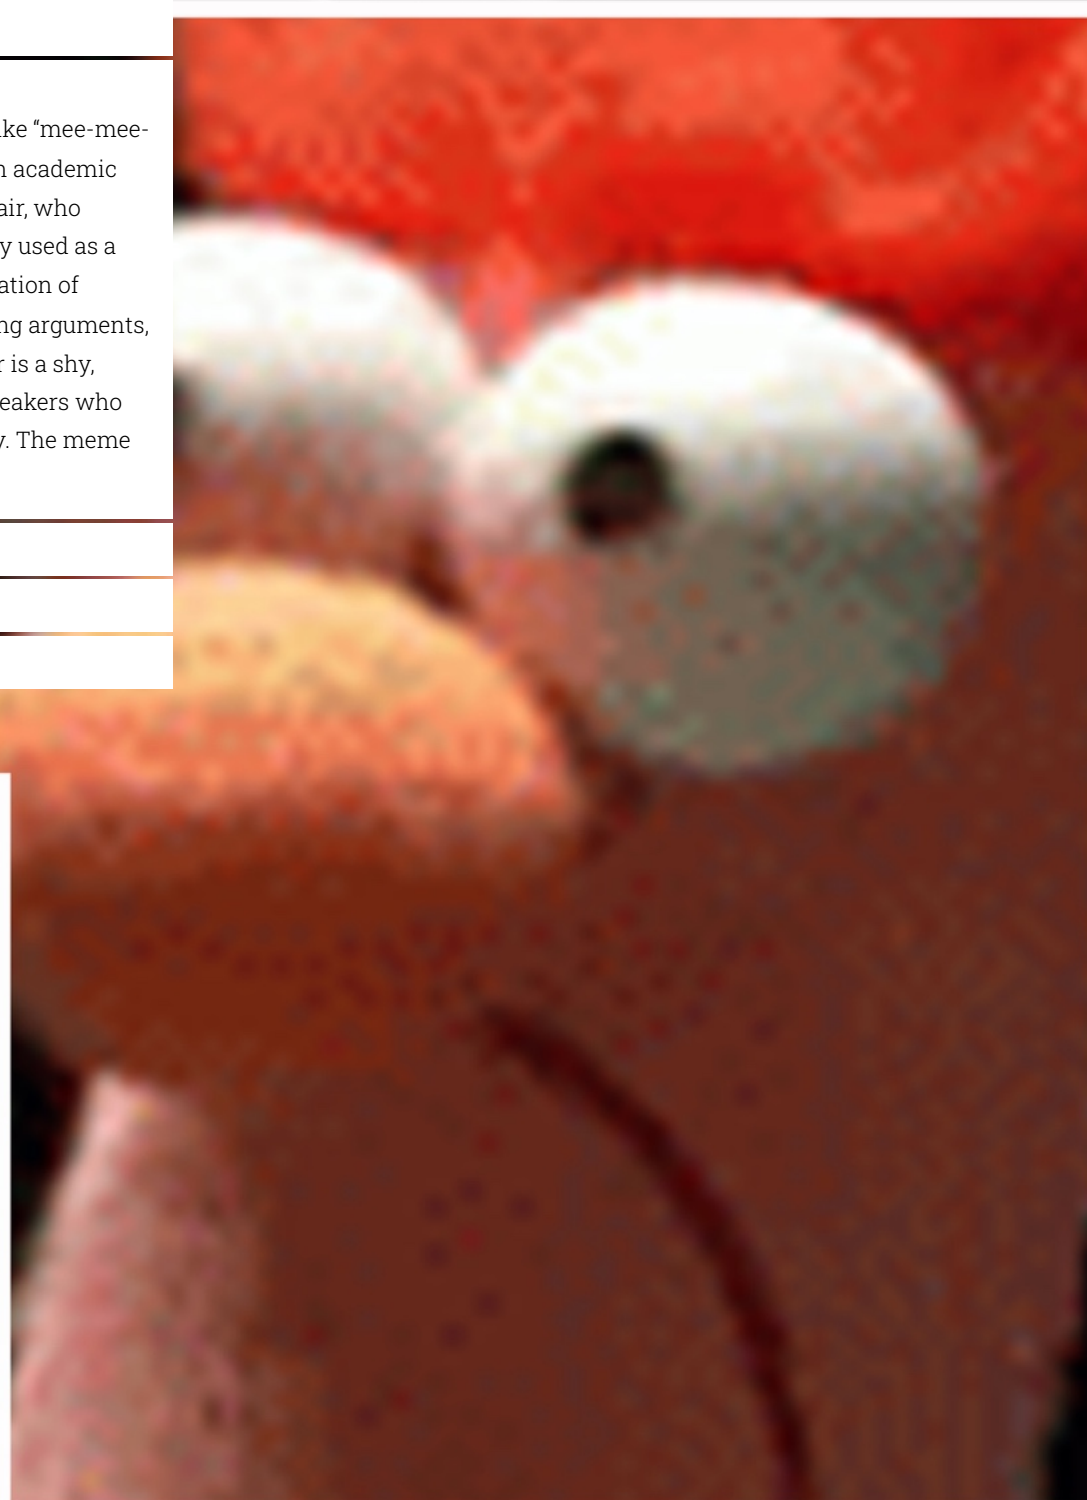 ke “mee-mee-
academic
air, who
y used as a
ation of
ng arguments,
is a shy,
eakers who
y. The meme